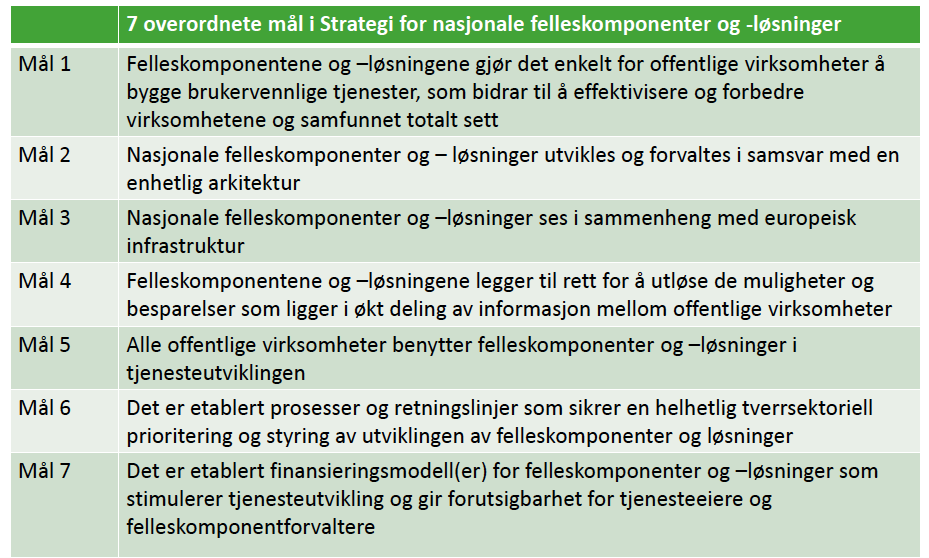 7 overordnete mål i Strategi for nasjonale felleskomponenter og -løsninger
Mål 1
Felleskomponentene og –løsningene gjør det enkelt for offentlige virksomheter å
bygge brukervennlige tjenester, som bidrar til å effektivisere og forbedre
virksomhetene og samfunnet totalt sett
Mål 2
Nasjonale felleskomponenter og – løsninger utvikles og forvaltes i samsvar med en
enhetlig arkitektur
Mål 3
Nasjonale felleskomponenter og –løsninger ses i sammenheng med europeisk
infrastruktur
Mål 4
Felleskomponentene og –løsningene legger til rett for å utløse de muligheter og
besparelser som ligger i økt deling av informasjon mellom offentlige virksomheter
Mål 5
Alle offentlige virksomheter benytter felleskomponenter og –løsninger i
tjenesteutviklingen
Mål 6
Det er etablert prosesser og retningslinjer som sikrer en helhetlig tverrsektoriell
prioritering og styring av utviklingen av felleskomponenter og løsninger
Mål 7
Det er etablert finansieringsmodell(er) for felleskomponenter og –løsninger som
stimulerer tjenesteutvikling og gir forutsigbarhet for tjenesteeiere og
felleskomponentforvaltere